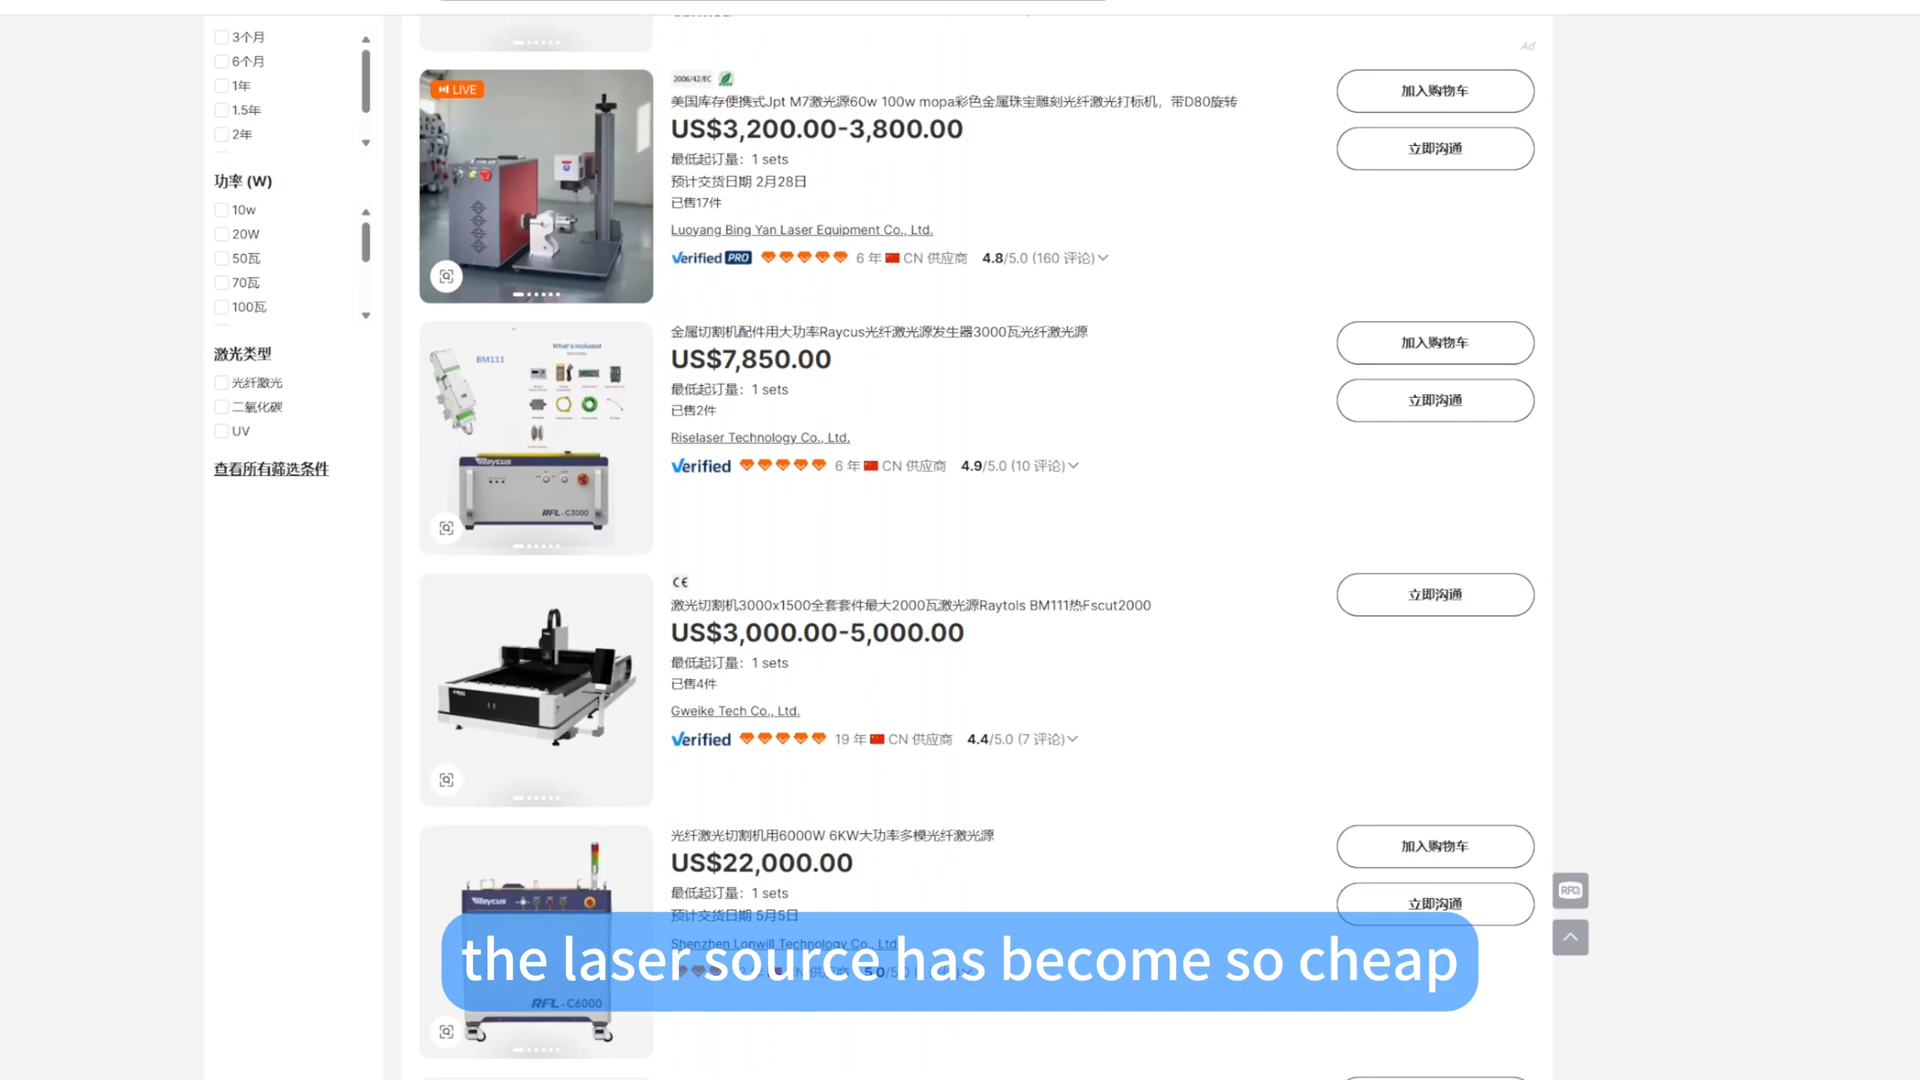 3个月
6个月
1年
1.5年
2年
功率 (W)
10w
20W
50瓦
70瓦
100瓦
激光类型
光纤激光
二氧化碳
UV
查看所有筛选条件
Ad
LIVE
2006/42/EC
美国库存便携式Jpt M7激光源60w 100w mopa彩色金属珠宝雕刻光纤激光打标机，带D80旋转
US$3,200.00-3,800.00
最低起订量：1 sets
预计交货日期 2月28日
已售17件
Luoyang Bing Yan Laser Equipment Co., Ltd.
Verified PRO 6 年 CN 供应商 4.8/5.0 (160 评论)
加入购物车
立即沟通
BM111
What's included
Raycus
RFL-C3000
金属切割机配件用大功率Raycus光纤激光源发生器3000瓦光纤激光源
US$7,850.00
最低起订量：1 sets
已售2件
Riselaser Technology Co., Ltd.
Verified 6 年 CN 供应商 4.9/5.0 (10 评论)
加入购物车
立即沟通
CE
激光切割机3000x1500全套套件最大2000瓦激光源Raytols BM111热Fscut2000
US$3,000.00-5,000.00
最低起订量：1 sets
已售4件
Gweike Tech Co., Ltd.
Verified 19 年 CN 供应商 4.4/5.0 (7 评论)
立即沟通
Raycus
RFL-C6000
光纤激光切割机用6000W 6KW大功率多模光纤激光源
US$22,000.00
最低起订量：1 sets
预计交货日期 5月5日
Shenzhen Lonwill Technology Co., Ltd.
加入购物车
立即沟通
RFQ
the laser source has become so cheap